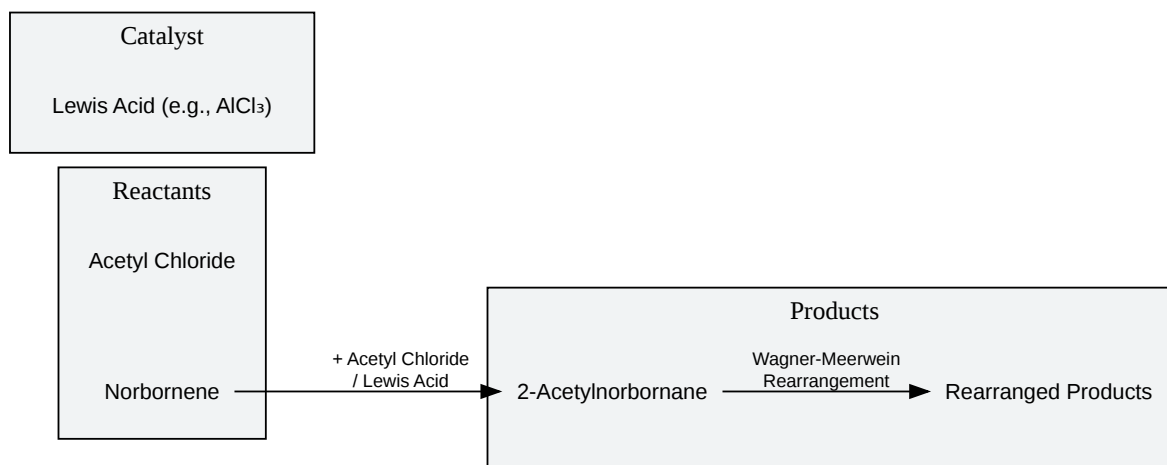 Catalyst
Lewis Acid (e.g., AlCl₃)
Reactants
Acetyl Chloride
Norbornene
+ Acetyl Chloride
/ Lewis Acid
Products
2-Acetylnorbornane
Wagner-Meerwein
Rearrangement
Rearranged Products